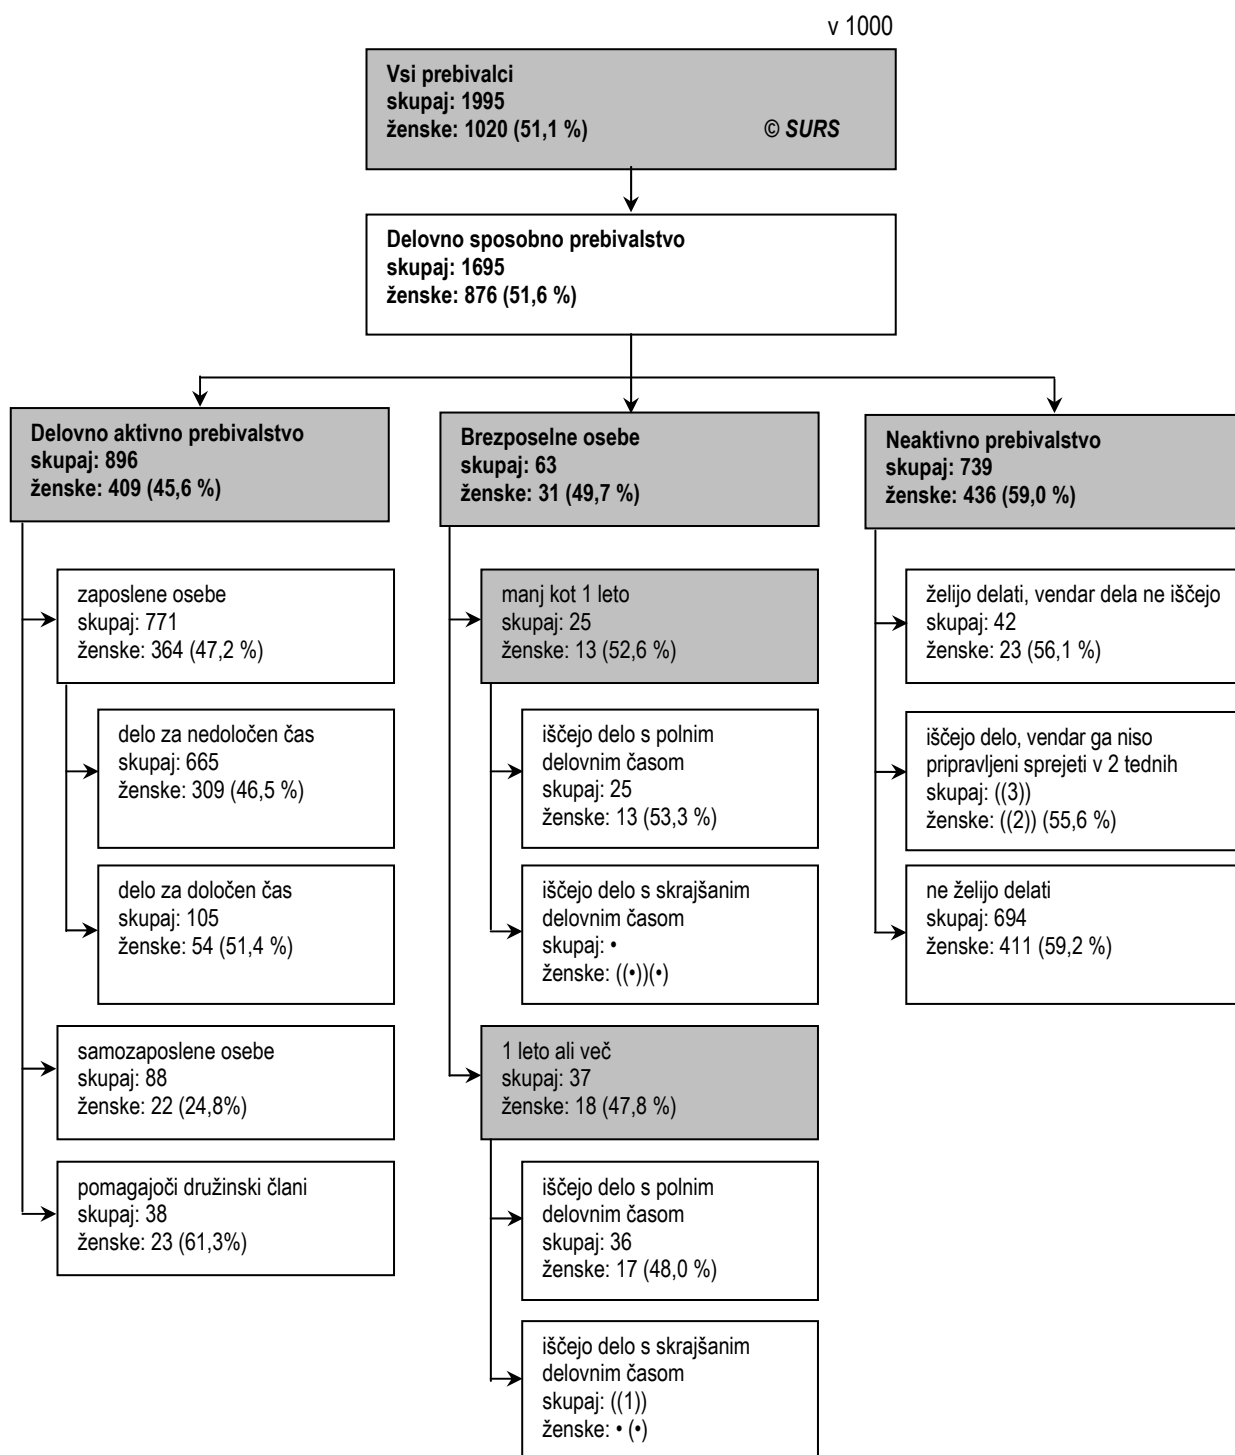 v 1000
Vsi prebivalci
skupaj: 1995
ženske: 1020 (51,1 %) © SURS
Delovno sposobno prebivalstvo
skupaj: 1695
ženske: 876 (51,6 %)
Delovno aktivno prebivalstvo
skupaj: 896
ženske: 409 (45,6 %)
zaposlene osebe
skupaj: 771
ženske: 364 (47,2 %)
delo za nedoločen čas
skupaj: 665
ženske: 309 (46,5 %)
delo za določen čas
skupaj: 105
ženske: 54 (51,4 %)
samozaposlene osebe
skupaj: 88
ženske: 22 (24,8%)
pomagajoči družinski člani
skupaj: 38
ženske: 23 (61,3%)
Brezposelne osebe
skupaj: 63
ženske: 31 (49,7 %)
manj kot 1 leto
skupaj: 25
ženske: 13 (52,6 %)
iščejo delo s polnim
delovnim časom
skupaj: 25
ženske: 13 (53,3 %)
iščejo delo s skrajšanim
delovnim časom
skupaj: •
ženske: ((•))(•)
1 leto ali več
skupaj: 37
ženske: 18 (47,8 %)
iščejo delo s polnim
delovnim časom
skupaj: 36
ženske: 17 (48,0 %)
iščejo delo s skrajšanim
delovnim časom
skupaj: ((1))
ženske: • (•)
Neaktivno prebivalstvo
skupaj: 739
ženske: 436 (59,0 %)
želijo delati, vendar dela ne iščejo
skupaj: 42
ženske: 23 (56,1 %)
iščejo delo, vendar ga niso
pripravljeni sprejeti v 2 tednih
skupaj: ((3))
ženske: ((2)) (55,6 %)
ne želijo delati
skupaj: 694
ženske: 411 (59,2 %)